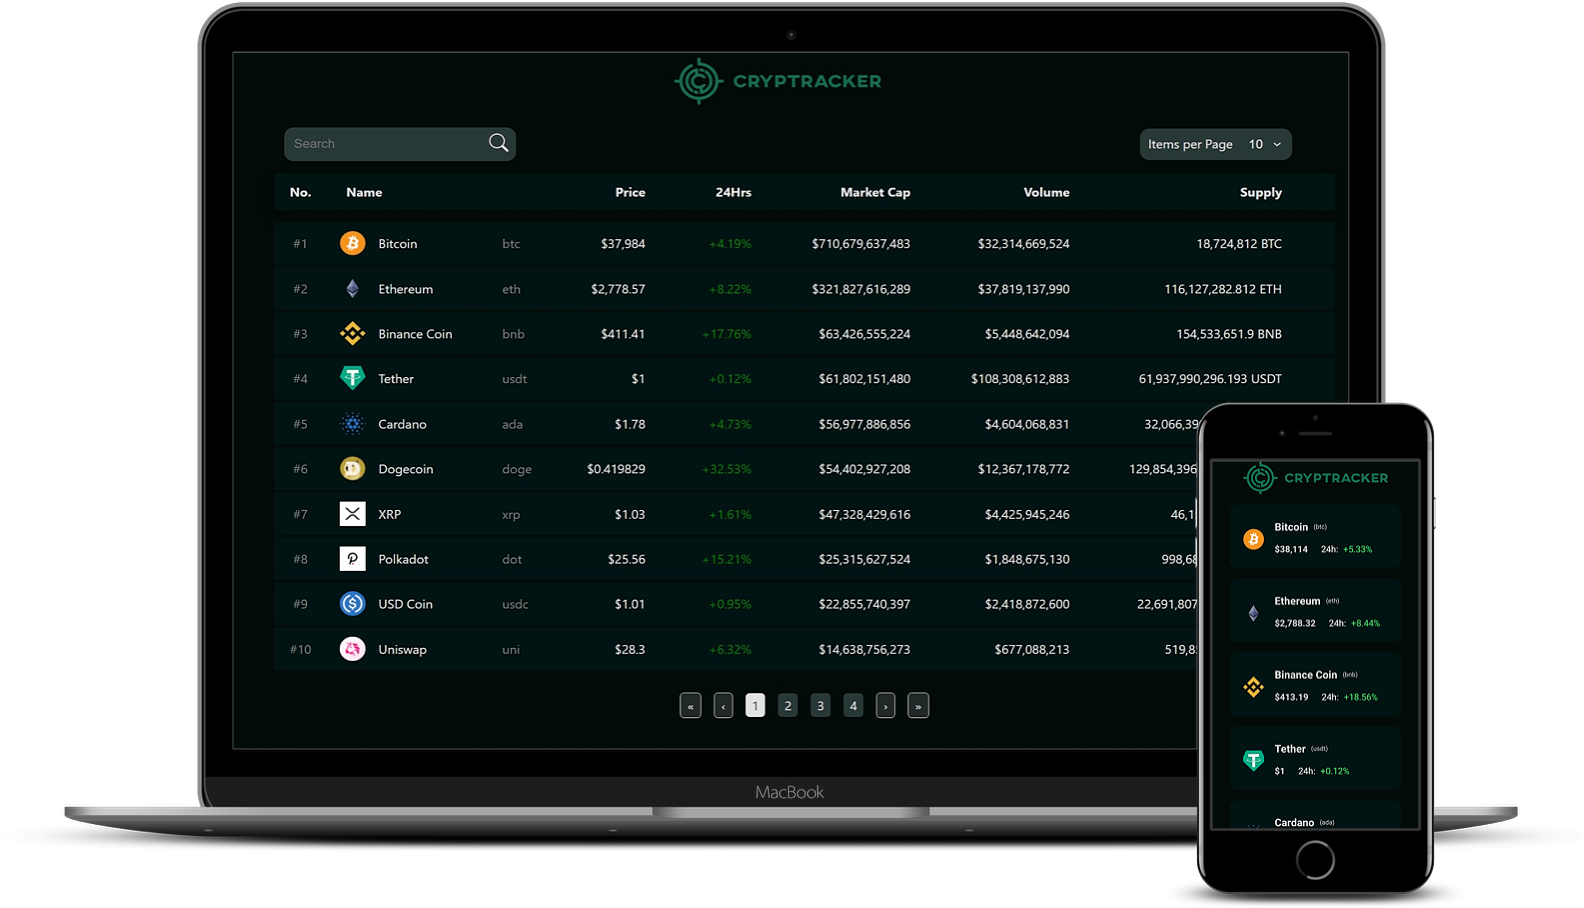 CRYPTRACKER
Search
Items per Page 10
No. Name Price 24Hrs Market Cap Volume Supply
#1 Bitcoin btc $37,984 +4.19% $710,679,637,483 $32,314,669,524 18,724,812 BTC
#2 Ethereum eth $2,778.57 +8.22% $321,827,616,289 $37,819,137,990 116,127,282.812 ETH
#3 Binance Coin bnb $411.41 +17.76% $63,426,555,224 $5,448,642,094 154,533,651.9 BNB
#4 Tether usdt $1 +0.12% $61,802,151,480 $108,308,612,883 61,937,990,296.193 USDT
#5 Cardano ada $1.78 +4.73% $56,977,886,856 $4,604,068,831 32,066,39
#6 Dogecoin doge $0.419829 +32.53% $54,402,927,208 $12,367,178,772 129,854,396
#7 XRP xrp $1.03 +1.61% $47,328,429,616 $4,425,945,246 46,1
#8 Polkadot dot $25.56 +15.21% $25,315,627,524 $1,848,675,130 998,68
#9 USD Coin usdc $1.01 +0.95% $22,855,740,397 $2,418,872,600 22,691,807
#10 Uniswap uni $28.3 +6.32% $14,638,756,273 $677,088,213 519,8
« ‹ 1 2 3 4 › »
MacBook
CRYPTRACKER
Bitcoin (btc)
$38,114 24h: +5.33%
Ethereum (eth)
$2,788.32 24h: +8.44%
Binance Coin (bnb)
$413.19 24h: +18.56%
Tether (usdt)
$1 24h: +0.12%
Cardano (ada)